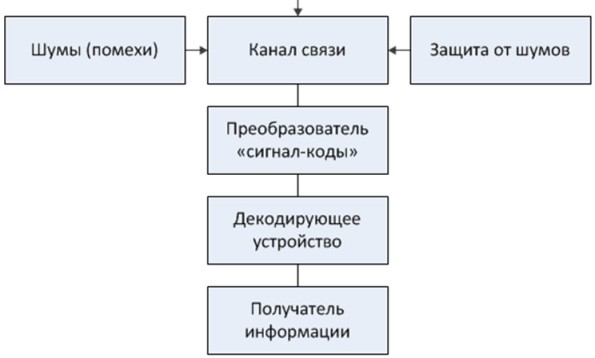 Шумы (помехи)
Канал связи
Защита от шумов
Преобразователь
«сигнал-коды»
Декодирующее
устройство
Получатель
информации